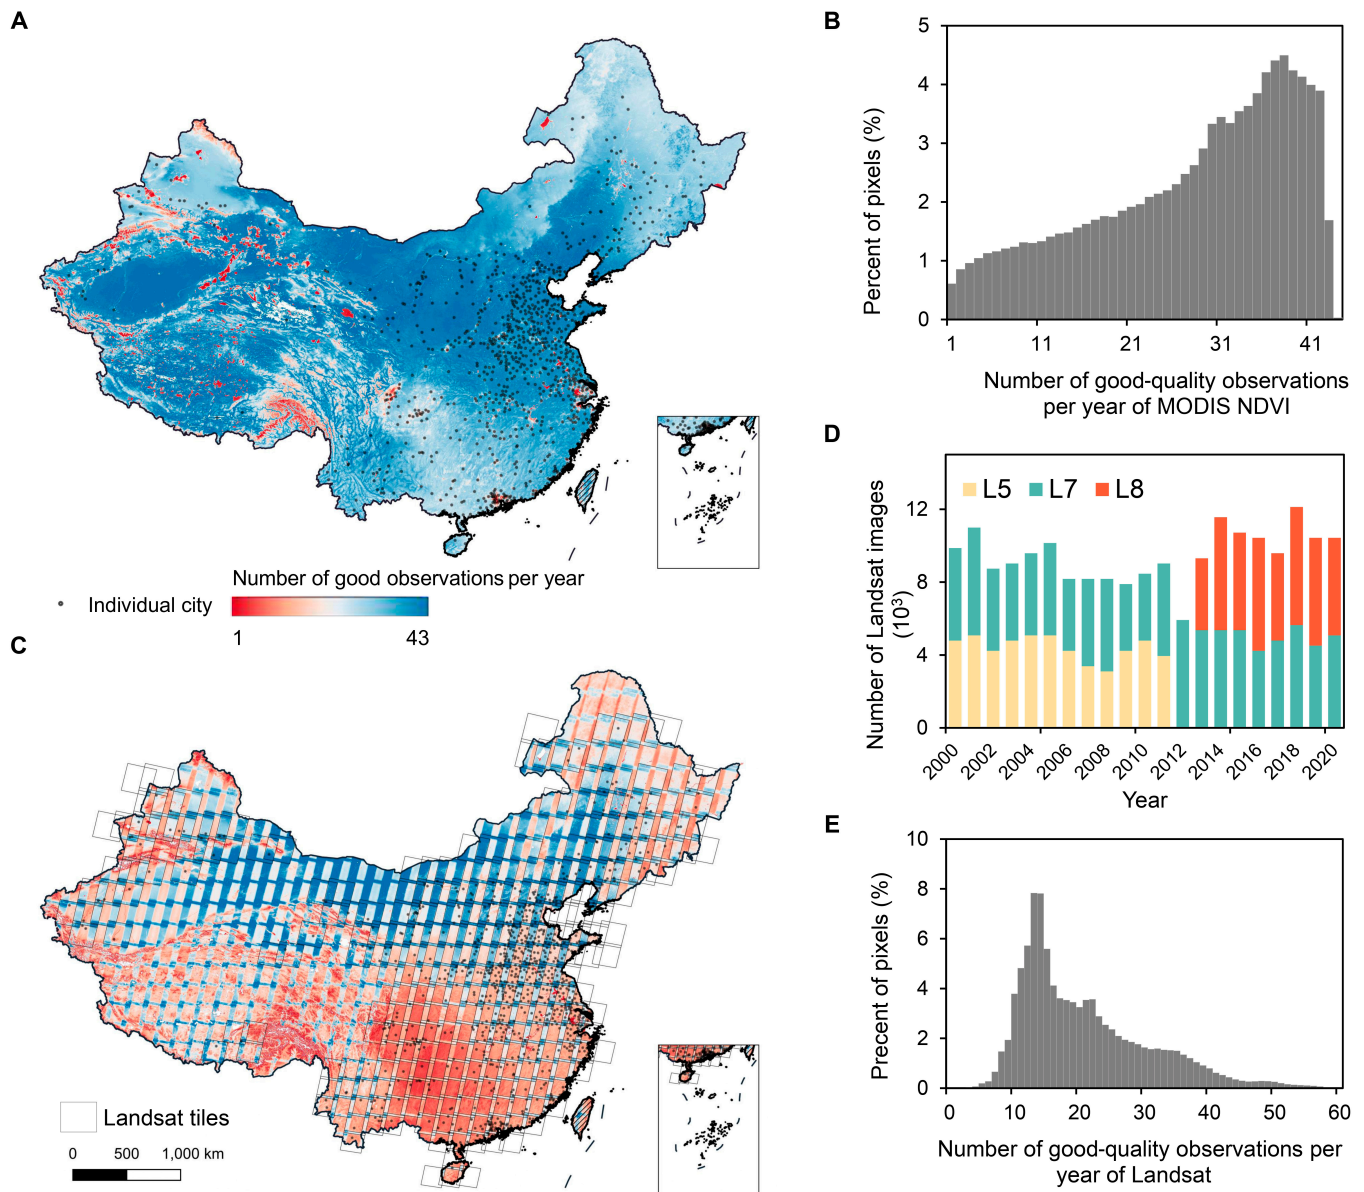 A
Number of good observations per year
Individual city
1
43
B
5
4
3
2
1
0
Percent of pixels (%)
1
11
21
31
41
Number of good-quality observations
per year of MODIS NDVI
C
Landsat tiles
0
500
1,000 km
D
L5
L7
L8
12
8
4
0
Number of Landsat images
(10³)
2000
2002
2004
2006
2008
2010
2012
2014
2016
2018
2020
Year
E
10
8
6
4
2
0
Precent of pixels (%)
0
10
20
30
40
50
60
Number of good-quality observations per
year of Landsat